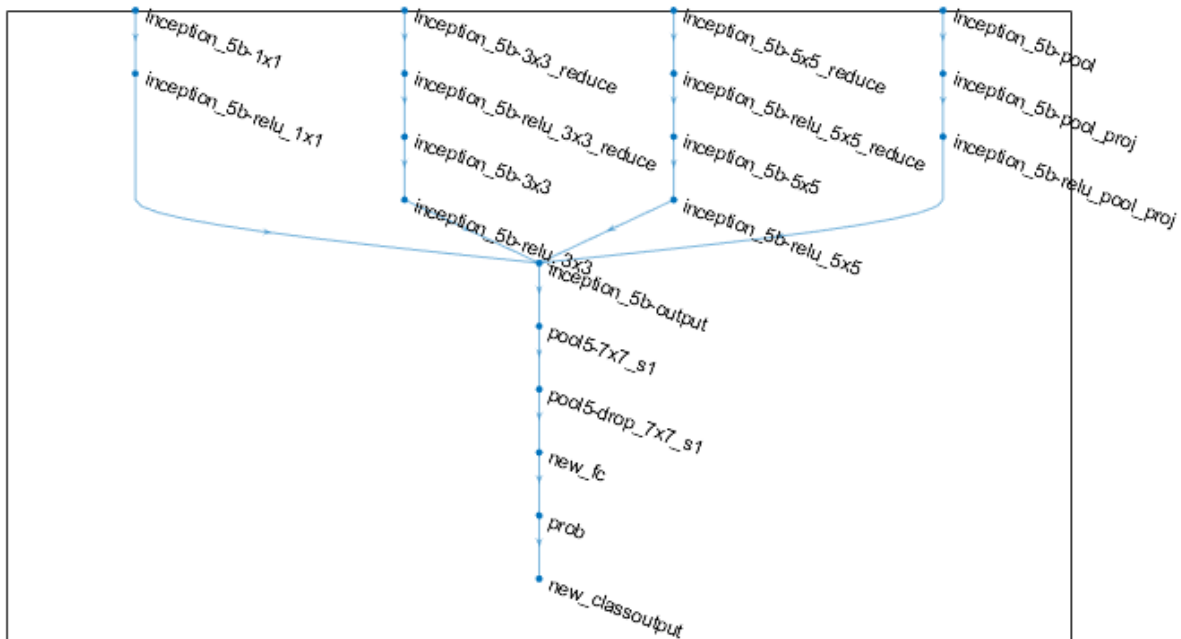 inception_5b-1x1
inception_5b-3x3_reduce
inception_5b-5x5_reduce
inception_5b-pool
inception_5b-relu_1x1
inception_5b-relu_3x3_reduce
inception_5b-relu_5x5_reduce
inception_5b-pool_proj
inception_5b-3x3
inception_5b-5x5
inception_5b-relu_pool_proj
inception_5b-relu_3x3
inception_5b-relu_5x5
inception_5b-output
pool5-7x7_s1
pool5-drop_7x7_s1
new_fc
prob
new_classoutput